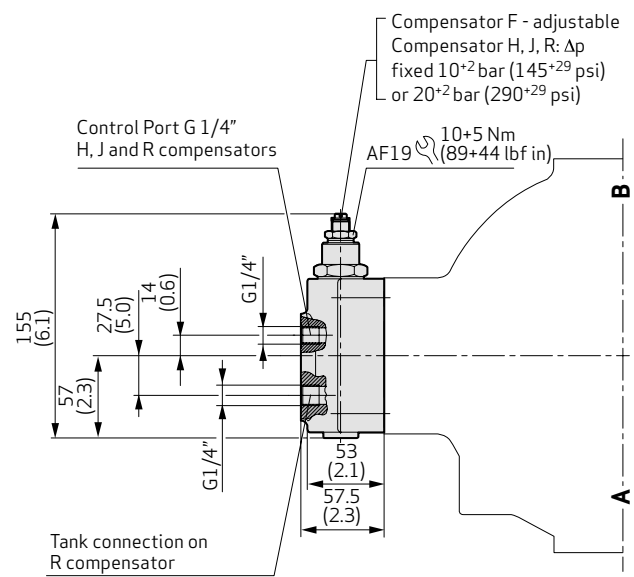 Compensator F - adjustable
Compensator H, J, R: Δp
fixed 10+2 bar (145+29 psi)
or 20+2 bar (290+29 psi)
Control Port G 1/4”
H, J and R compensators
10+5 Nm
AF19 (89+44 lbf in)
B
G1/4”
14
(0.6)
27.5
(5.0)
155
(6.1)
57
(2.3)
G1/4”
53
(2.1)
57.5
(2.3)
A
Tank connection on
R compensator